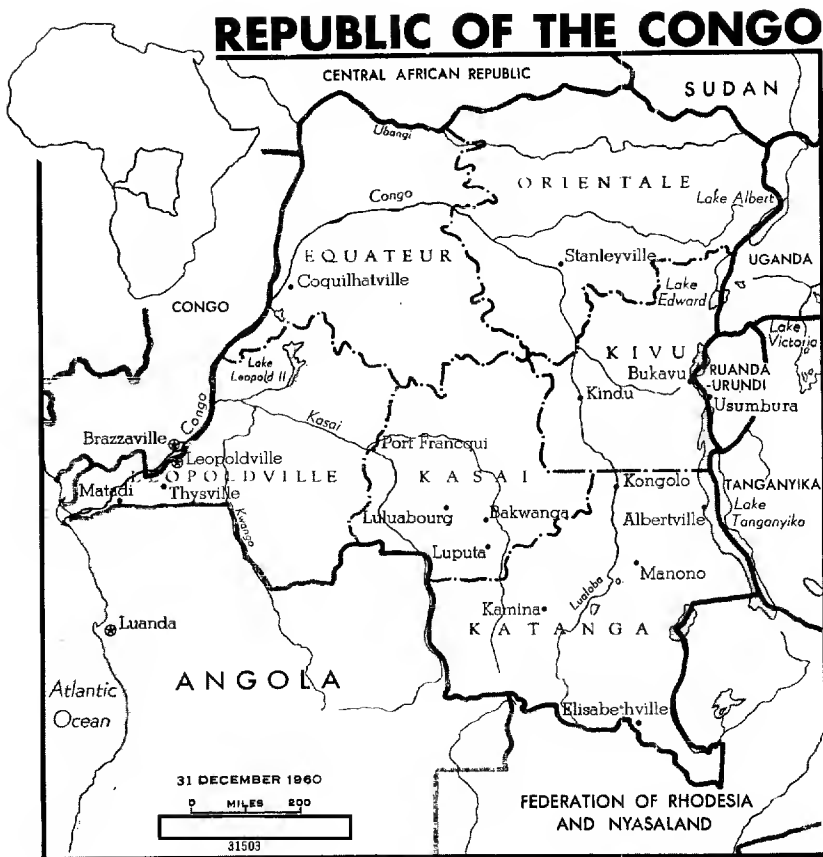 REPUBLIC OF THE CONGO
CENTRAL AFRICAN REPUBLIC
SUDAN
Ubangi
ORIENTALE
Congo
Lake Albert
EQUATEUR
Stanleyville
UGANDA
Coquilhatville
Lake
Edward
CONGO
Lake
Victoria
Lake
Leopold II
KIVU
Bukavu
RUANDA
-URUNDI
Kindu
Usumbura
Congo
Kasai
Brazzaville
Port Francqui
Leopoldville
LEOPOLDVILLE
KASAI
Kongolo
TANGANYIKA
Matadi
Thysville
Lake
Tanganyika
Luluabourg
Bakwanga
Albertville
Kwango
Luputa
Manono
Lualaba
Kamina
Luanda
KATANGA
ANGOLA
Atlantic
Ocean
Elisabethville
31 DECEMBER 1960
0 MILES 200
FEDERATION OF RHODESIA
AND NYASALAND
31503